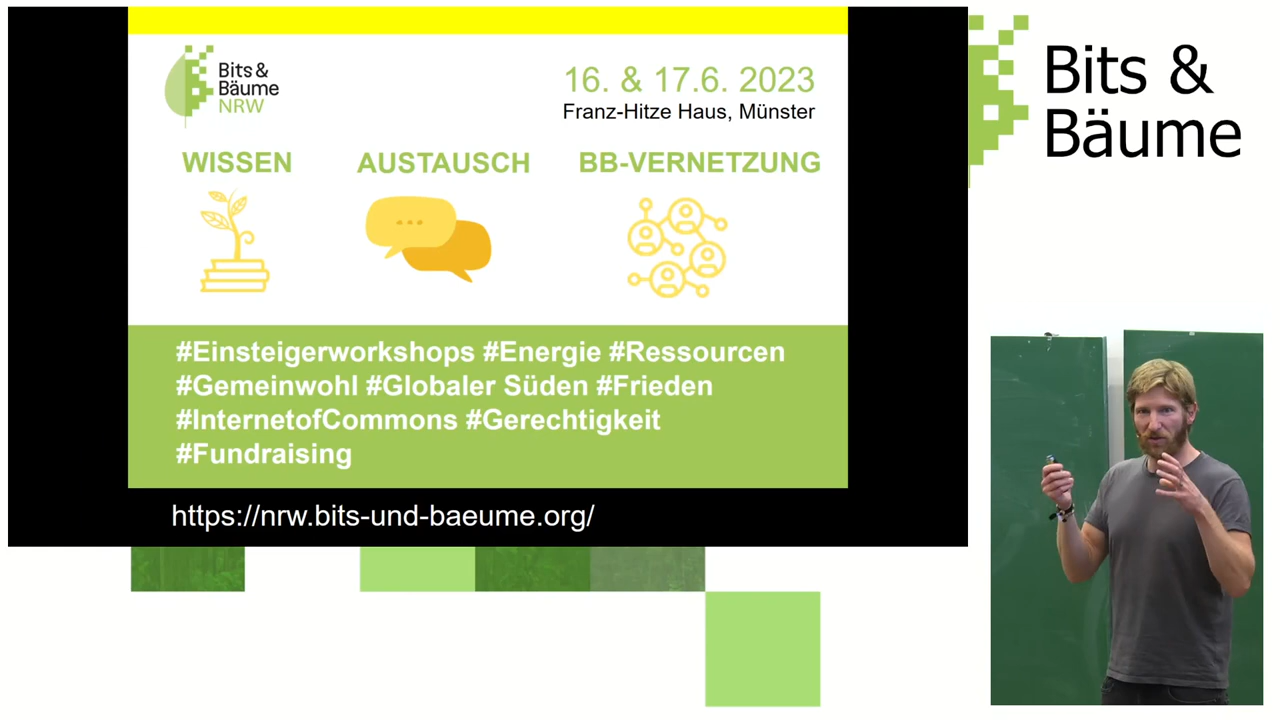 Bits &
Bäume
NRW
16. & 17.6. 2023
Franz-Hitze Haus, Münster
WISSEN
AUSTAUSCH
BB-VERNETZUNG
#Einsteigerworkshops #Energie #Ressourcen
#Gemeinwohl #Globaler Süden #Frieden
#InternetofCommons #Gerechtigkeit
#Fundraising
https://nrw.bits-und-baeume.org/
Bits &
Bäume